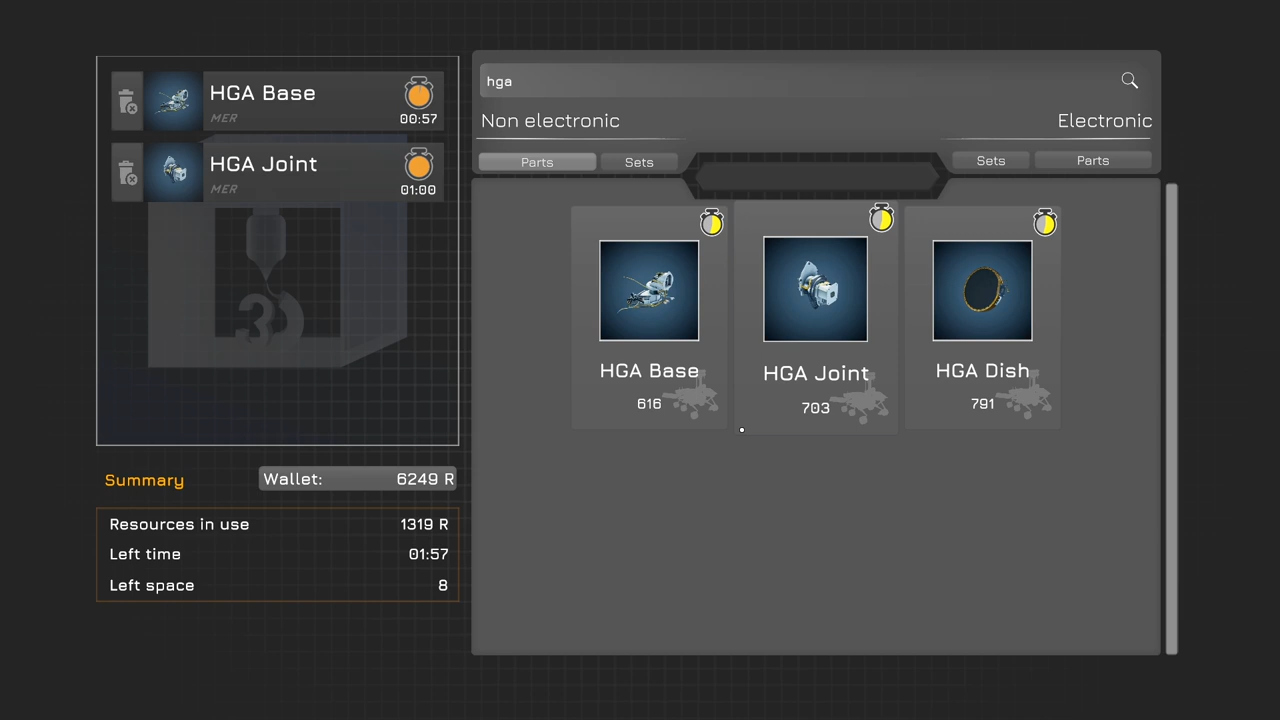 HGA Base
MER
00:57
HGA Joint
MER
01:00
3D
Summary
Wallet: 6249 R
Resources in use 1319 R
Left time 01:57
Left space 8
hga
Non electronic
Electronic
Parts
Sets
Sets
Parts
HGA Base
616
HGA Joint
703
HGA Dish
791